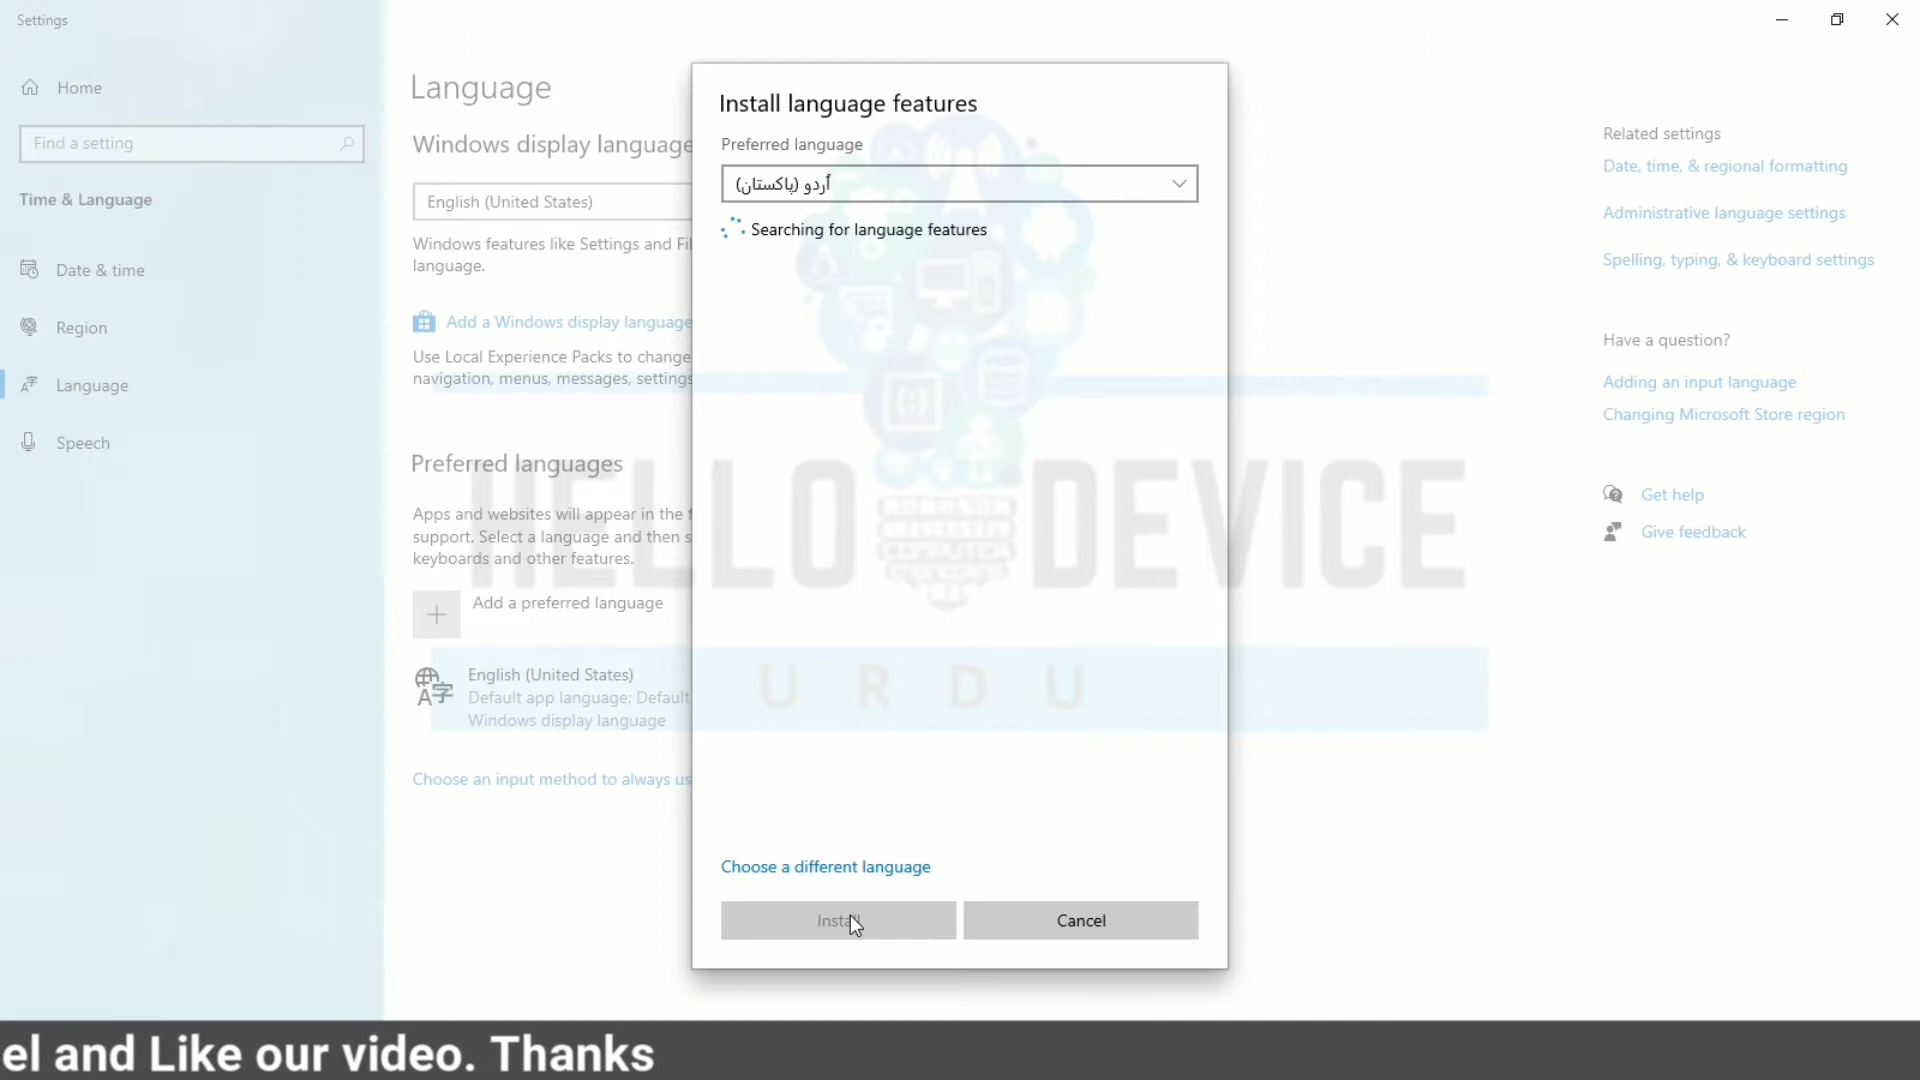 Settings
Home
Find a setting
Time & Language
Date & time
Region
Language
Speech
Language
Windows display language
English (United States)
Windows features like Settings and Fil
language.
Add a Windows display language
Use Local Experience Packs to change
navigation, menus, messages, settings
Preferred languages
Apps and websites will appear in the f
support. Select a language and then s
keyboards and other features.
Add a preferred language
English (United States)
Default app language; Default
Windows display language
Choose an input method to always us
Install language features
Preferred language
اُردو (پاکستان)
Searching for language features
Choose a different language
Install
Cancel
Related settings
Date, time, & regional formatting
Administrative language settings
Spelling, typing, & keyboard settings
Have a question?
Adding an input language
Changing Microsoft Store region
Get help
Give feedback
HELLO DEVICE
URDU
el and Like our video. Thanks